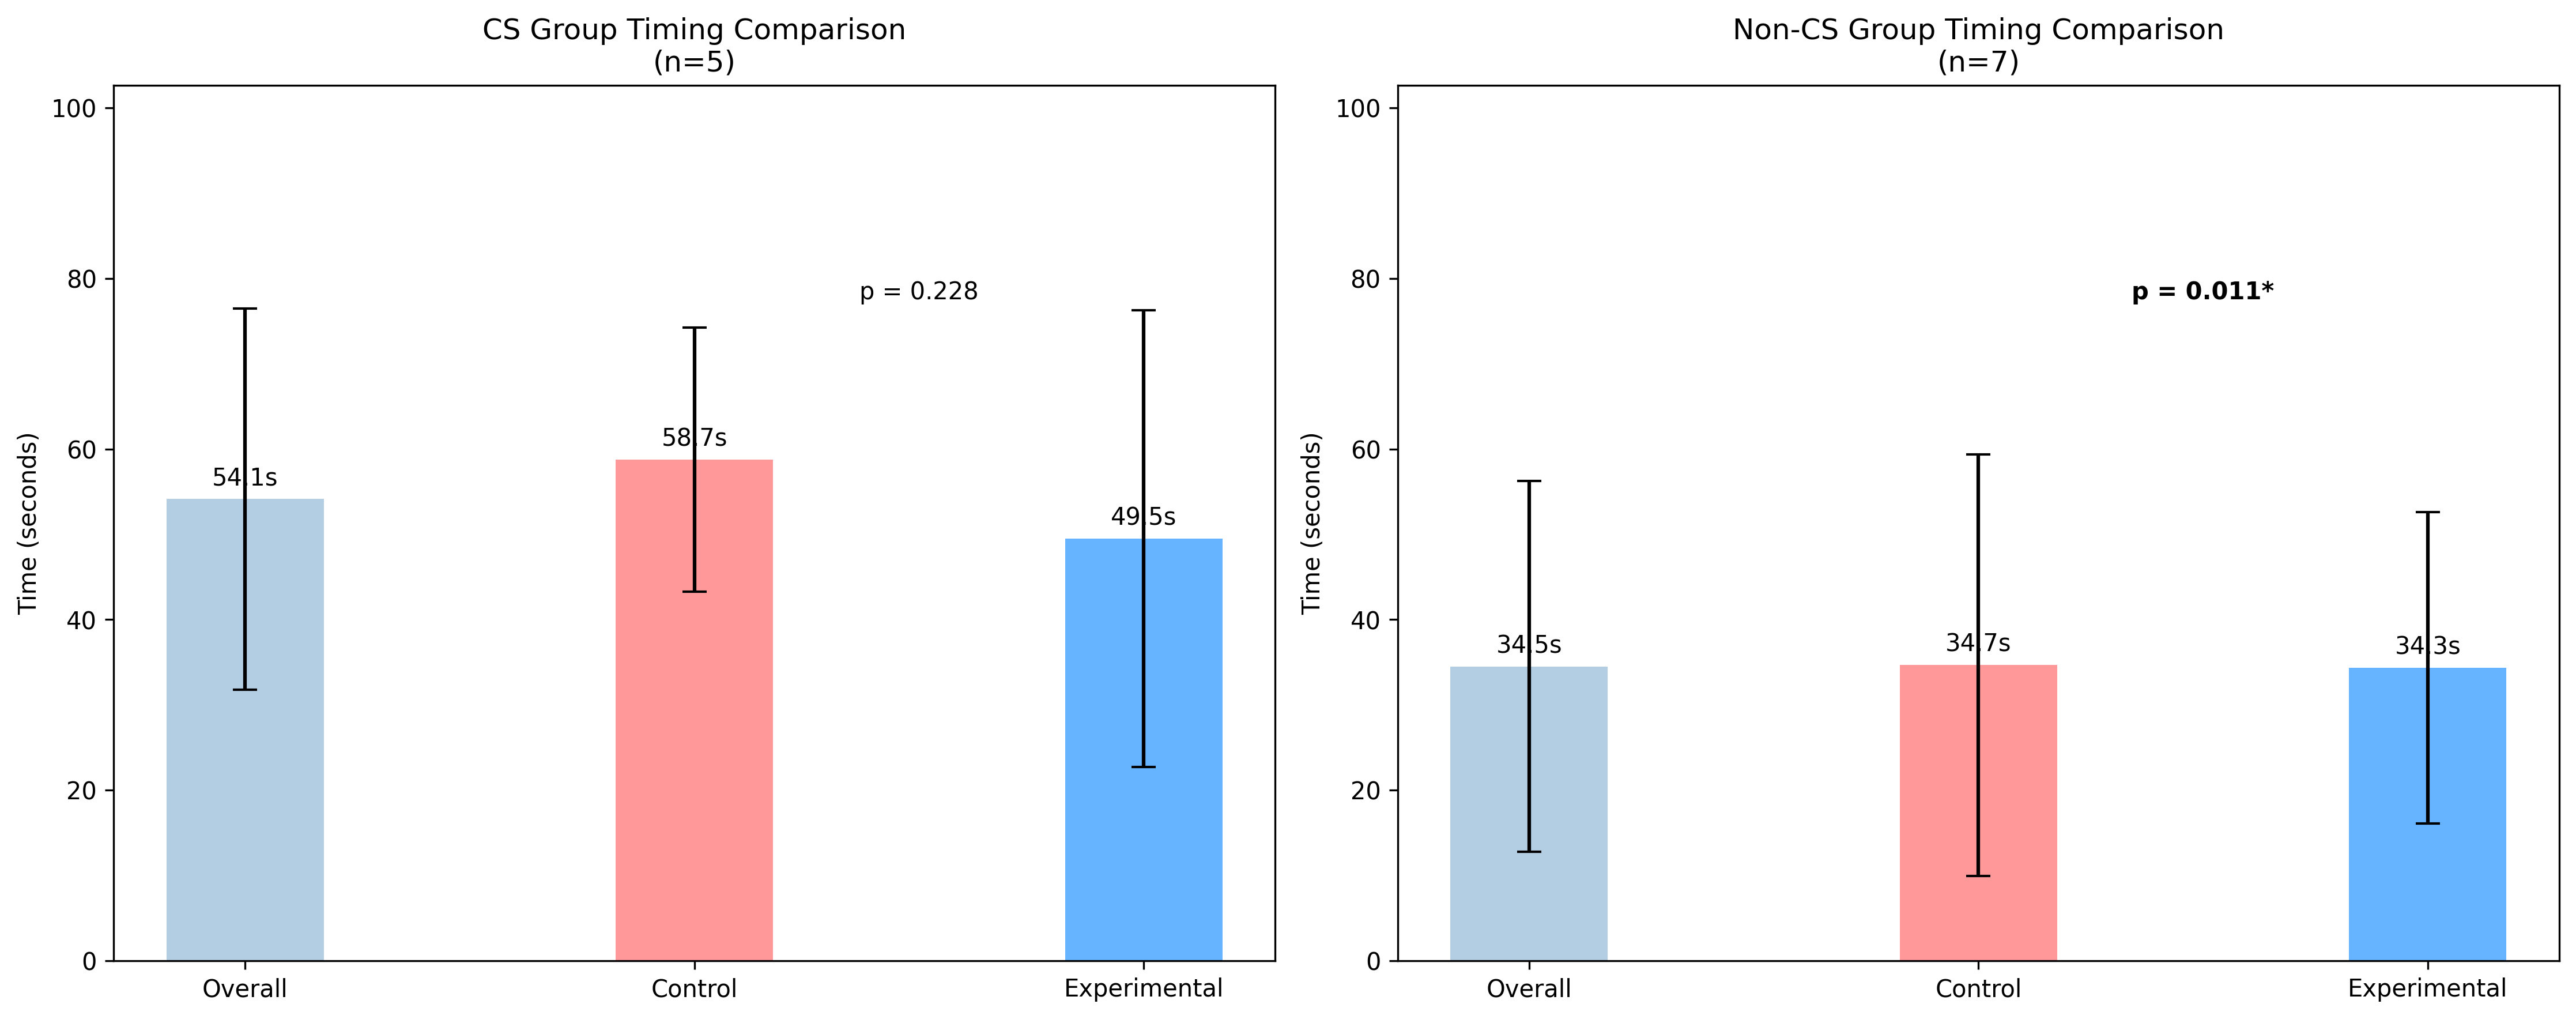 CS Group Timing Comparison
(n=5)
Time (seconds)
100
80
60
40
20
0
p = 0.228
54.1s
58.7s
49.5s
Overall
Control
Experimental
Non-CS Group Timing Comparison
(n=7)
Time (seconds)
100
80
60
40
20
0
p = 0.011*
34.5s
34.7s
34.3s
Overall
Control
Experimental